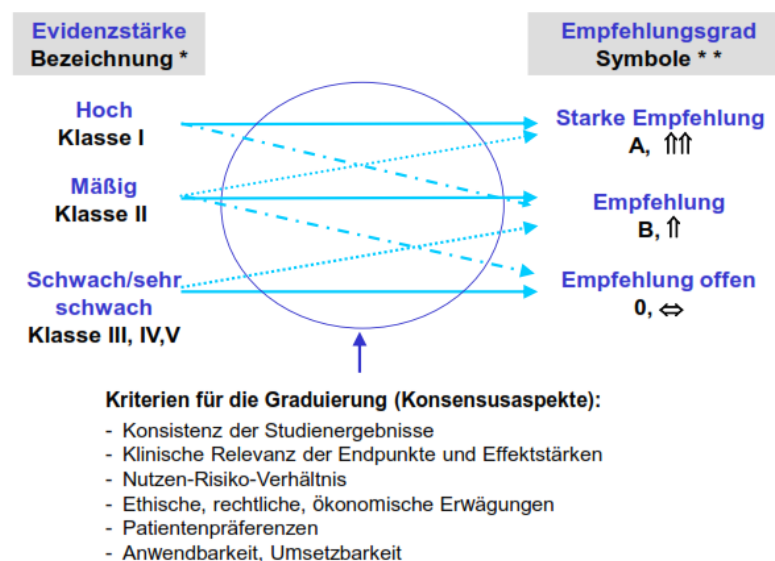 Evidenzstärke
Bezeichnung *
Empfehlungsgrad
Symbole * *
Hoch
Klasse I
Starke Empfehlung
A, ⇑⇑
Mäßig
Klasse II
Empfehlung
B, ⇑
Schwach/sehr
schwach
Klasse III, IV,V
Empfehlung offen
0, ⇔
Kriterien für die Graduierung (Konsensusaspekte):
- Konsistenz der Studienergebnisse
- Klinische Relevanz der Endpunkte und Effektstärken
- Nutzen-Risiko-Verhältnis
- Ethische, rechtliche, ökonomische Erwägungen
- Patientenpräferenzen
- Anwendbarkeit, Umsetzbarkeit